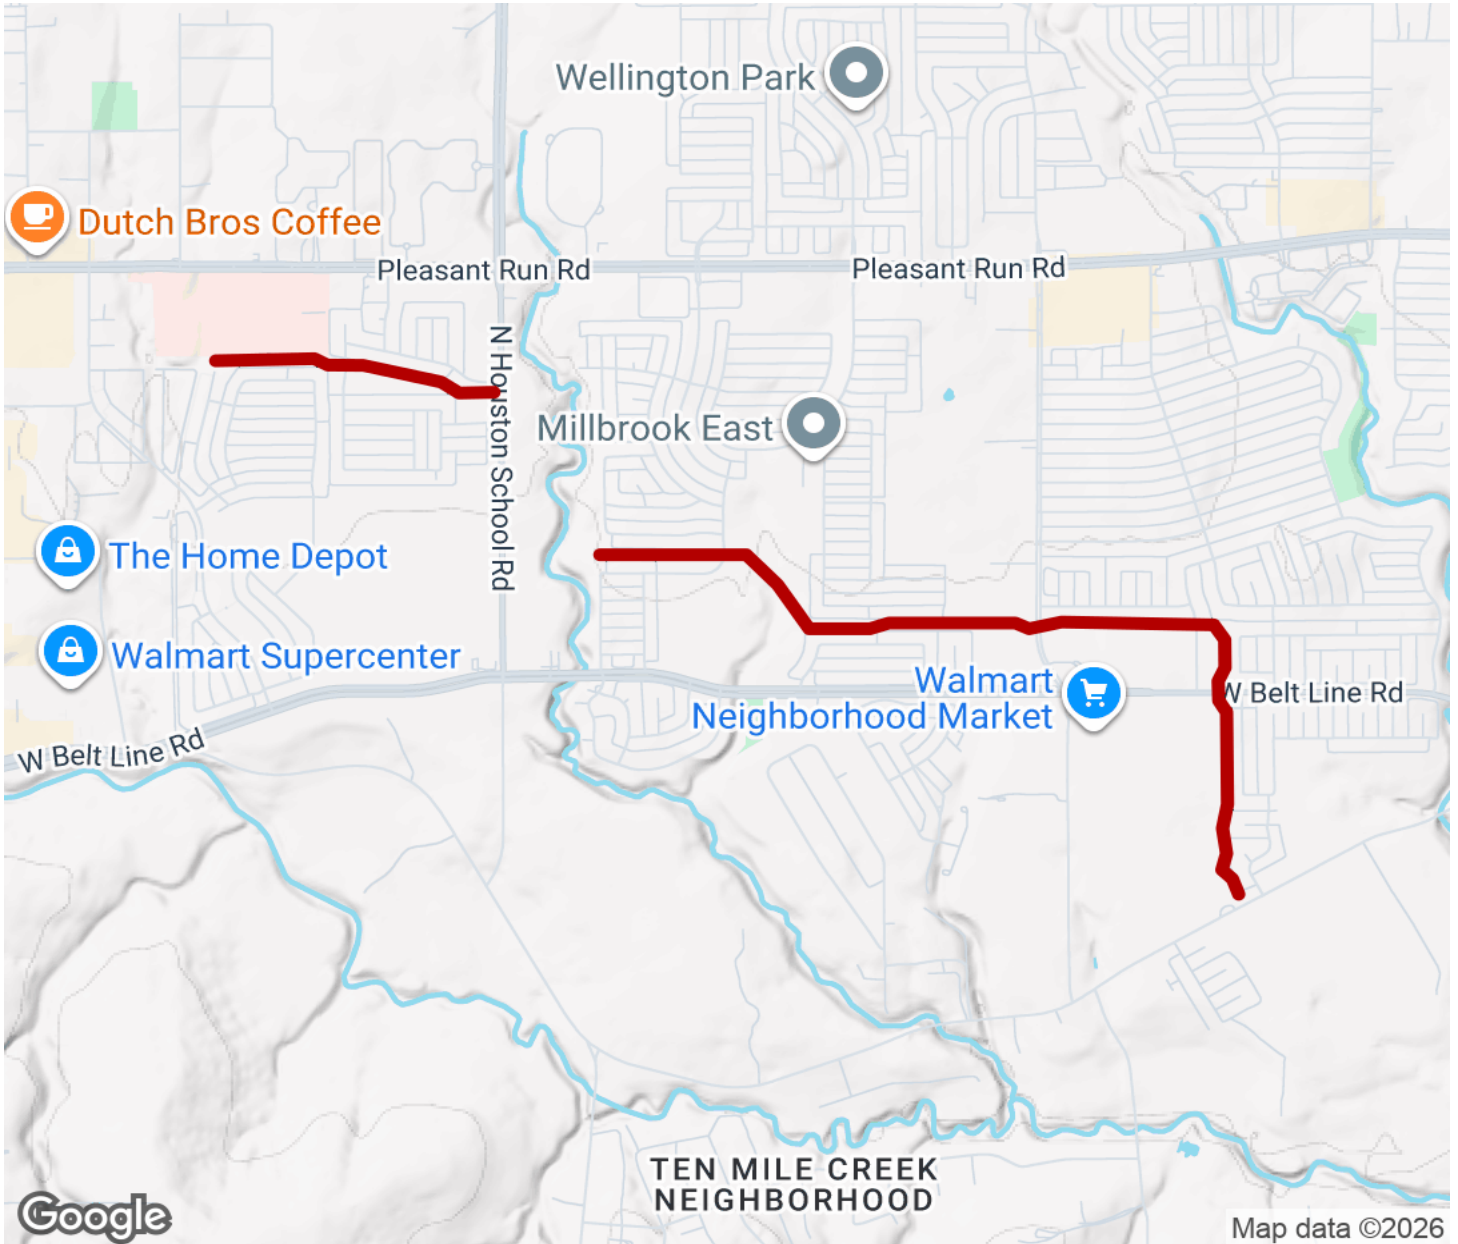 Wellington Park
Dutch Bros Coffee
Pleasant Run Rd
Pleasant Run Rd
N Houston School Rd
Millbrook East
The Home Depot
Walmart Supercenter
Walmart
Neighborhood Market
W Belt Line Rd
W Belt Line Rd
TEN MILE CREEK
NEIGHBORHOOD
Google
Map data ©2026